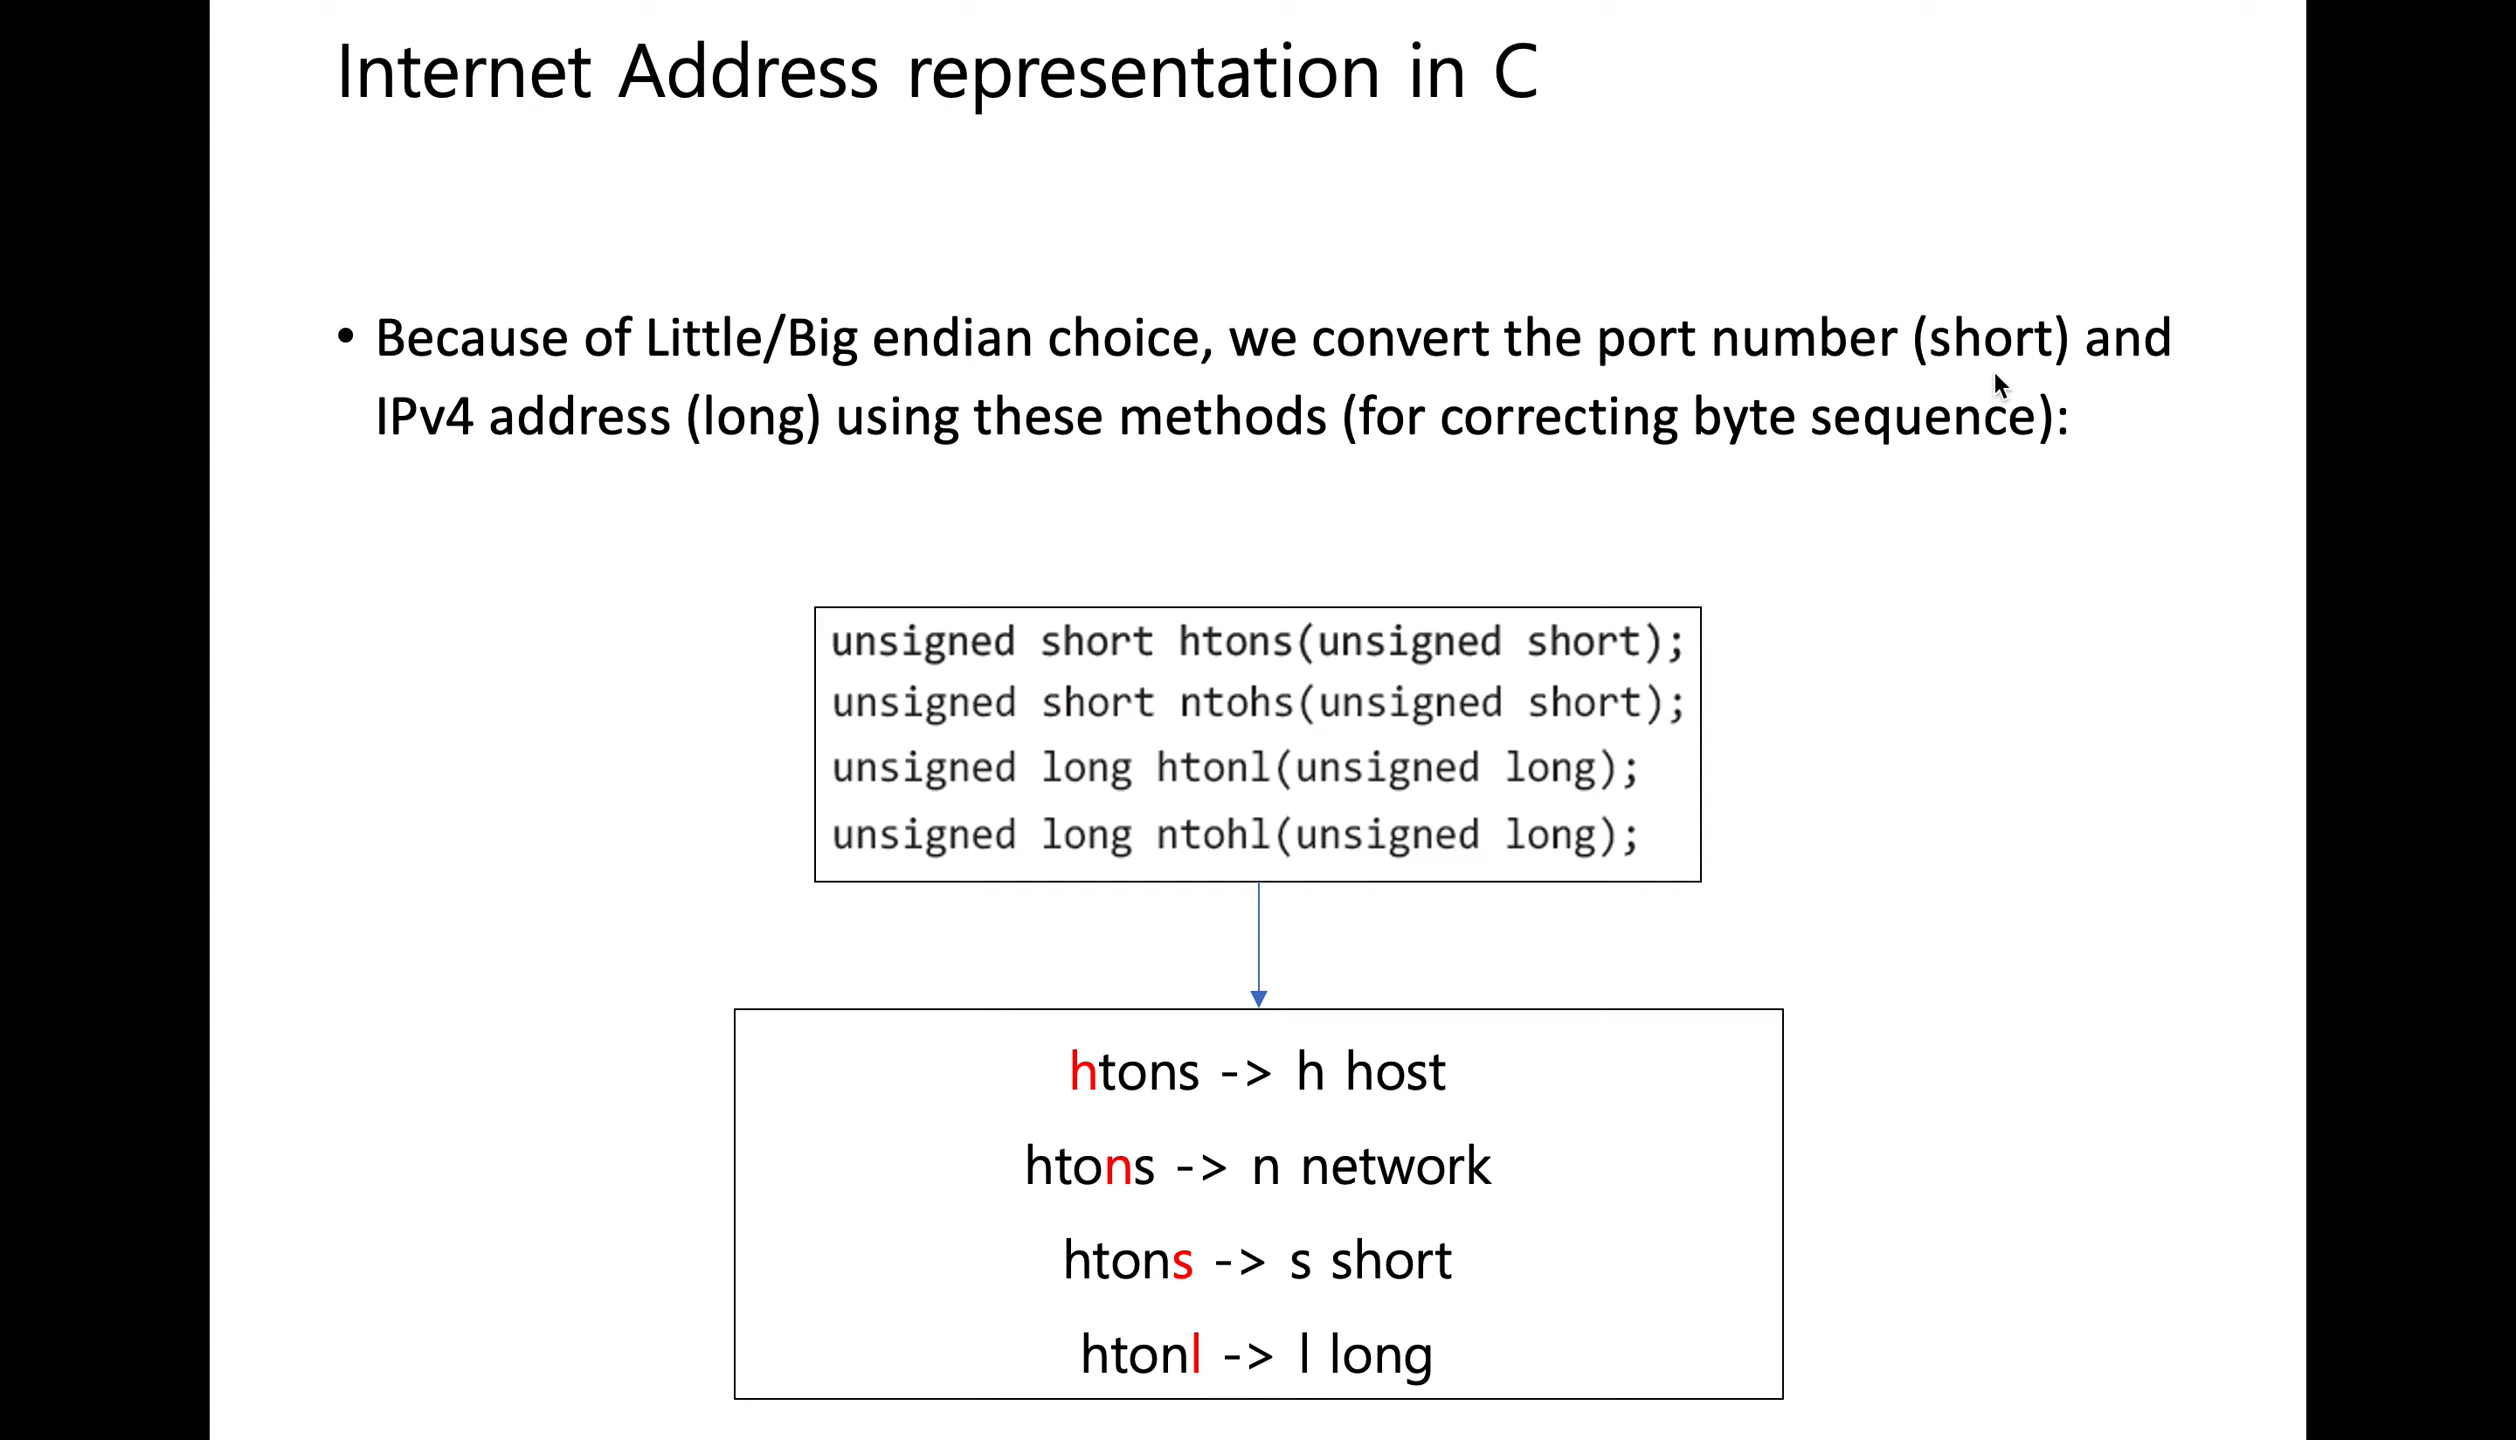 Internet Address representation in C
• Because of Little/Big endian choice, we convert the port number (short) and
IPv4 address (long) using these methods (for correcting byte sequence):
unsigned short htons(unsigned short);
unsigned short ntohs(unsigned short);
unsigned long htonl(unsigned long);
unsigned long ntohl(unsigned long);
htons -> h host
htons -> n network
htons -> s short
htonl -> l long